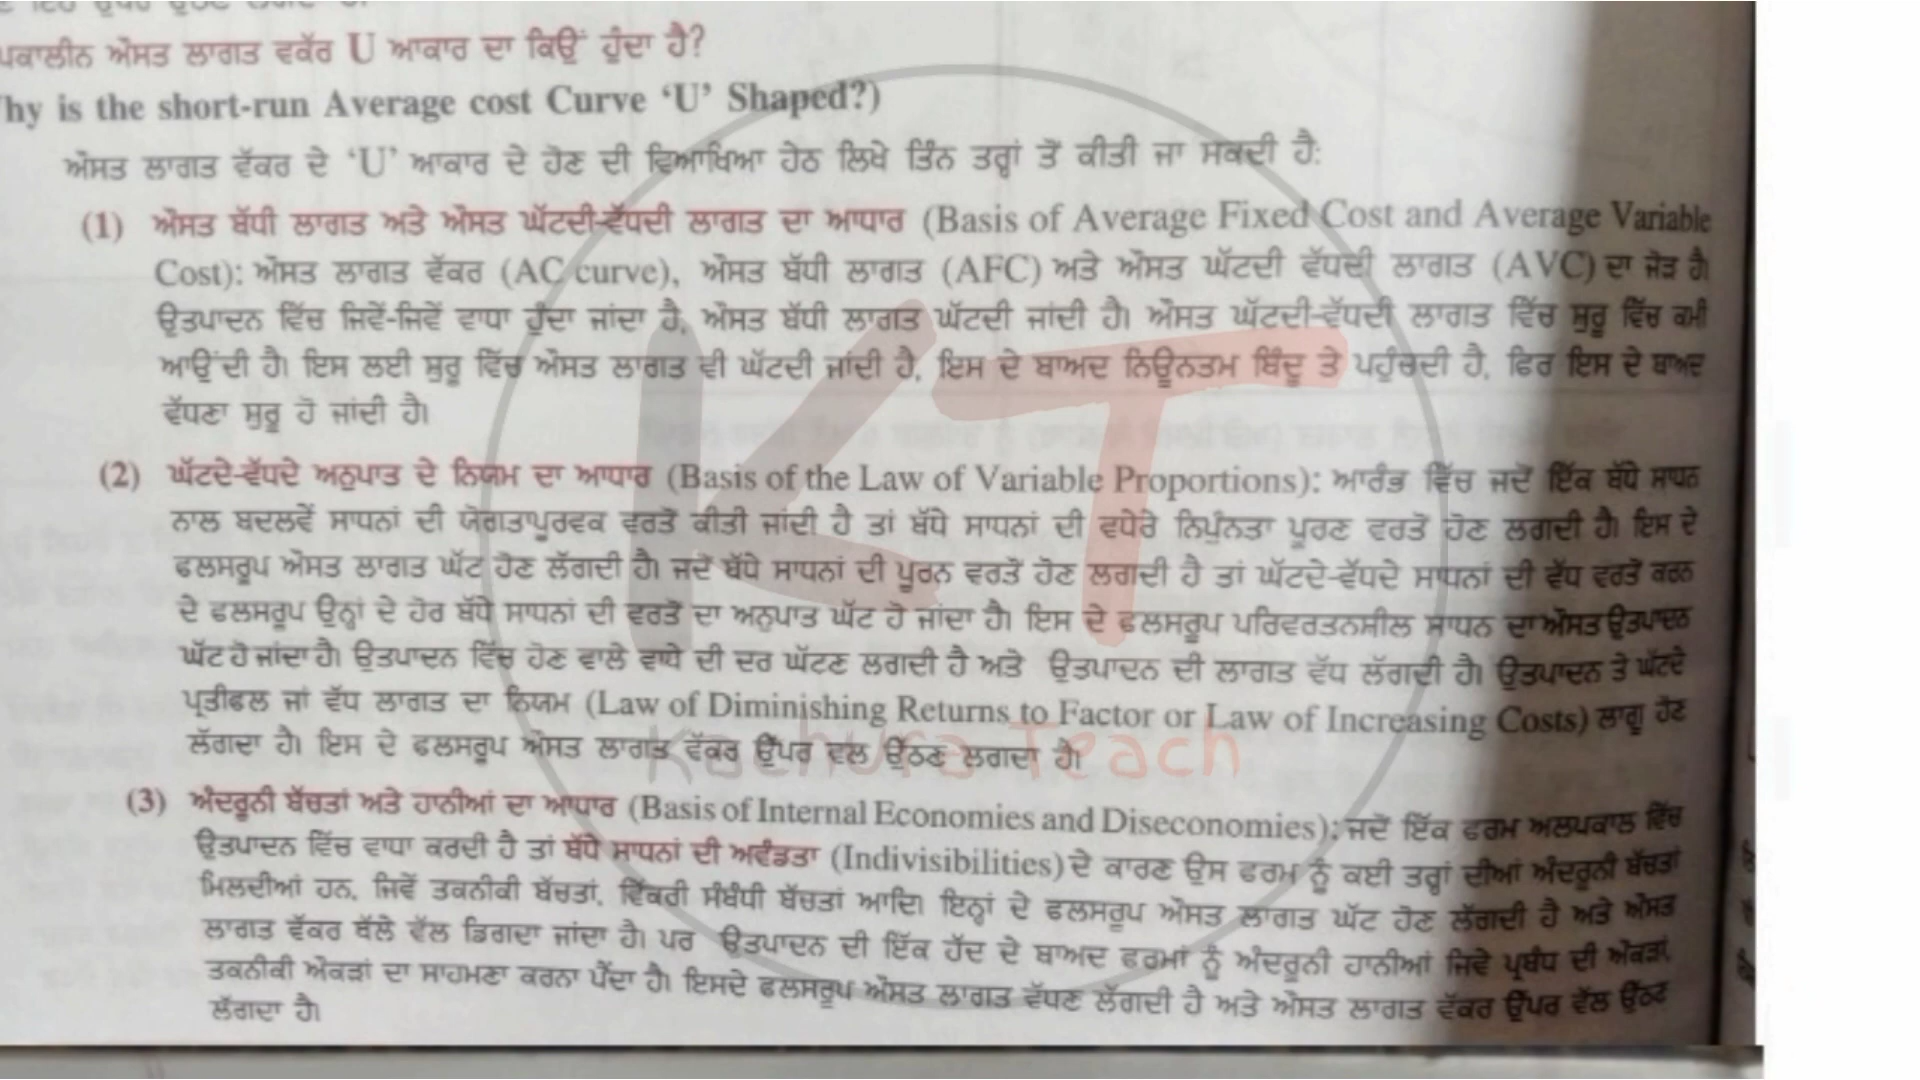 ਪਕਾਲੀਨ ਔਸਤ ਲਾਗਤ ਵਕੱਰ U ਆਕਾਰ ਦਾ ਕਿਉਂ ਹੁੰਦਾ ਹੈ?
hy is the short-run Average cost Curve ‘U’ Shaped?)
ਔਸਤ ਲਾਗਤ ਵੱਕਰ ਦੇ ‘U’ ਆਕਾਰ ਦੇ ਹੋਣ ਦੀ ਵਿਆਖਿਆ ਹੇਠ ਲਿਖੇ ਤਿੰਨ ਤਰ੍ਹਾਂ ਤੋਂ ਕੀਤੀ ਜਾ ਸਕਦੀ ਹੈ:
(1) ਔਸਤ ਬੱਧੀ ਲਾਗਤ ਅਤੇ ਔਸਤ ਘੱਟਦੀ-ਵੱਧਦੀ ਲਾਗਤ ਦਾ ਆਧਾਰ (Basis of Average Fixed Cost and Average Variable
Cost): ਔਸਤ ਲਾਗਤ ਵੱਕਰ (AC curve), ਔਸਤ ਬੱਧੀ ਲਾਗਤ (AFC) ਅਤੇ ਔਸਤ ਘੱਟਦੀ ਵੱਧਦੀ ਲਾਗਤ (AVC) ਦਾ ਜੋੜ ਹੈ।
ਉਤਪਾਦਨ ਵਿੱਚ ਜਿਵੇਂ-ਜਿਵੇਂ ਵਾਧਾ ਹੁੰਦਾ ਜਾਂਦਾ ਹੈ, ਔਸਤ ਬੱਧੀ ਲਾਗਤ ਘੱਟਦੀ ਜਾਂਦੀ ਹੈ। ਔਸਤ ਘੱਟਦੀ-ਵੱਧਦੀ ਲਾਗਤ ਵਿੱਚ ਸ਼ੁਰੂ ਵਿੱਚ ਕਮੀ
ਆਉਂਦੀ ਹੈ। ਇਸ ਲਈ ਸ਼ੁਰੂ ਵਿੱਚ ਔਸਤ ਲਾਗਤ ਵੀ ਘੱਟਦੀ ਜਾਂਦੀ ਹੈ, ਇਸ ਦੇ ਬਾਅਦ ਨਿਊਨਤਮ ਬਿੰਦੂ ਤੇ ਪਹੁੰਚਦੀ ਹੈ, ਫਿਰ ਇਸ ਦੇ ਬਾਅਦ
ਵੱਧਣਾ ਸ਼ੁਰੂ ਹੋ ਜਾਂਦੀ ਹੈ।
(2) ਘੱਟਦੇ-ਵੱਧਦੇ ਅਨੁਪਾਤ ਦੇ ਨਿਯਮ ਦਾ ਆਧਾਰ (Basis of the Law of Variable Proportions): ਆਰੰਭ ਵਿੱਚ ਜਦੋਂ ਇੱਕ ਬੱਧੇ ਸਾਧਨ
ਨਾਲ ਬਦਲਵੇਂ ਸਾਧਨਾਂ ਦੀ ਯੋਗਤਾਪੂਰਵਕ ਵਰਤੋਂ ਕੀਤੀ ਜਾਂਦੀ ਹੈ ਤਾਂ ਬੱਧੇ ਸਾਧਨਾਂ ਦੀ ਵਧੇਰੇ ਨਿਪੁੰਨਤਾ ਪੂਰਣ ਵਰਤੋਂ ਹੋਣ ਲਗਦੀ ਹੈ। ਇਸ ਦੇ
ਫਲਸਰੂਪ ਔਸਤ ਲਾਗਤ ਘੱਟ ਹੋਣ ਲੱਗਦੀ ਹੈ। ਜਦੋਂ ਬੱਧੇ ਸਾਧਨਾਂ ਦੀ ਪੂਰਨ ਵਰਤੋਂ ਹੋਣ ਲਗਦੀ ਹੈ ਤਾਂ ਘੱਟਦੇ-ਵੱਧਦੇ ਸਾਧਨਾਂ ਦੀ ਵੱਧ ਵਰਤੋਂ ਕਰਨ
ਦੇ ਫਲਸਰੂਪ ਉਨ੍ਹਾਂ ਦੇ ਹੋਰ ਬੱਧੇ ਸਾਧਨਾਂ ਦੀ ਵਰਤੋਂ ਦਾ ਅਨੁਪਾਤ ਘੱਟ ਹੋ ਜਾਂਦਾ ਹੈ। ਇਸ ਦੇ ਫਲਸਰੂਪ ਪਰਿਵਰਤਨਸ਼ੀਲ ਸਾਧਨ ਦਾ ਔਸਤ ਉਤਪਾਦਨ
ਘੱਟ ਹੋ ਜਾਂਦਾ ਹੈ। ਉਤਪਾਦਨ ਵਿੱਚ ਹੋਣ ਵਾਲੇ ਵਾਧੇ ਦੀ ਦਰ ਘੱਟਣ ਲਗਦੀ ਹੈ ਅਤੇ ਉਤਪਾਦਨ ਦੀ ਲਾਗਤ ਵੱਧ ਲੱਗਦੀ ਹੈ। ਉਤਪਾਦਨ ਤੇ ਘੱਟਦੇ
ਪ੍ਰਤੀਫਲ ਜਾਂ ਵੱਧ ਲਾਗਤ ਦਾ ਨਿਯਮ (Law of Diminishing Returns to Factor or Law of Increasing Costs) ਲਾਗੂ ਹੋਣ
ਲੱਗਦਾ ਹੈ। ਇਸ ਦੇ ਫਲਸਰੂਪ ਔਸਤ ਲਾਗਤ ਵੱਕਰ ਉੱਪਰ ਵਲ ਉੱਠਣ ਲਗਦਾ ਹੈ।
(3) ਅੰਦਰੂਨੀ ਬੱਚਤਾਂ ਅਤੇ ਹਾਨੀਆਂ ਦਾ ਆਧਾਰ (Basis of Internal Economies and Diseconomies): ਜਦੋਂ ਇੱਕ ਫਰਮ ਅਲਪਕਾਲ ਵਿੱਚ
ਉਤਪਾਦਨ ਵਿੱਚ ਵਾਧਾ ਕਰਦੀ ਹੈ ਤਾਂ ਬੱਧੇ ਸਾਧਨਾਂ ਦੀ ਅਵੰਡਤਾ (Indivisibilities) ਦੇ ਕਾਰਣ ਉਸ ਫਰਮ ਨੂੰ ਕਈ ਤਰ੍ਹਾਂ ਦੀਆਂ ਅੰਦਰੂਨੀ ਬੱਚਤਾਂ
ਮਿਲਦੀਆਂ ਹਨ, ਜਿਵੇਂ ਤਕਨੀਕੀ ਬੱਚਤਾਂ, ਵਿੱਕਰੀ ਸੰਬੰਧੀ ਬੱਚਤਾਂ ਆਦਿ। ਇਨ੍ਹਾਂ ਦੇ ਫਲਸਰੂਪ ਔਸਤ ਲਾਗਤ ਘੱਟ ਹੋਣ ਲੱਗਦੀ ਹੈ ਅਤੇ ਔਸਤ
ਲਾਗਤ ਵੱਕਰ ਥੱਲੇ ਵੱਲ ਡਿਗਦਾ ਜਾਂਦਾ ਹੈ। ਪਰ ਉਤਪਾਦਨ ਦੀ ਇੱਕ ਹੱਦ ਦੇ ਬਾਅਦ ਫਰਮਾਂ ਨੂੰ ਅੰਦਰੂਨੀ ਹਾਨੀਆਂ ਜਿਵੇਂ ਪ੍ਰਬੰਧ ਦੀ ਔਕੜਾਂ,
ਤਕਨੀਕੀ ਔਕੜਾਂ ਦਾ ਸਾਹਮਣਾ ਕਰਨਾ ਪੈਂਦਾ ਹੈ। ਇਸਦੇ ਫਲਸਰੂਪ ਔਸਤ ਲਾਗਤ ਵੱਧਣ ਲੱਗਦੀ ਹੈ ਅਤੇ ਔਸਤ ਲਾਗਤ ਵੱਕਰ ਉੱਪਰ ਵੱਲ ਉੱਠਣ
ਲੱਗਦਾ ਹੈ।
KT
Kachura Teach